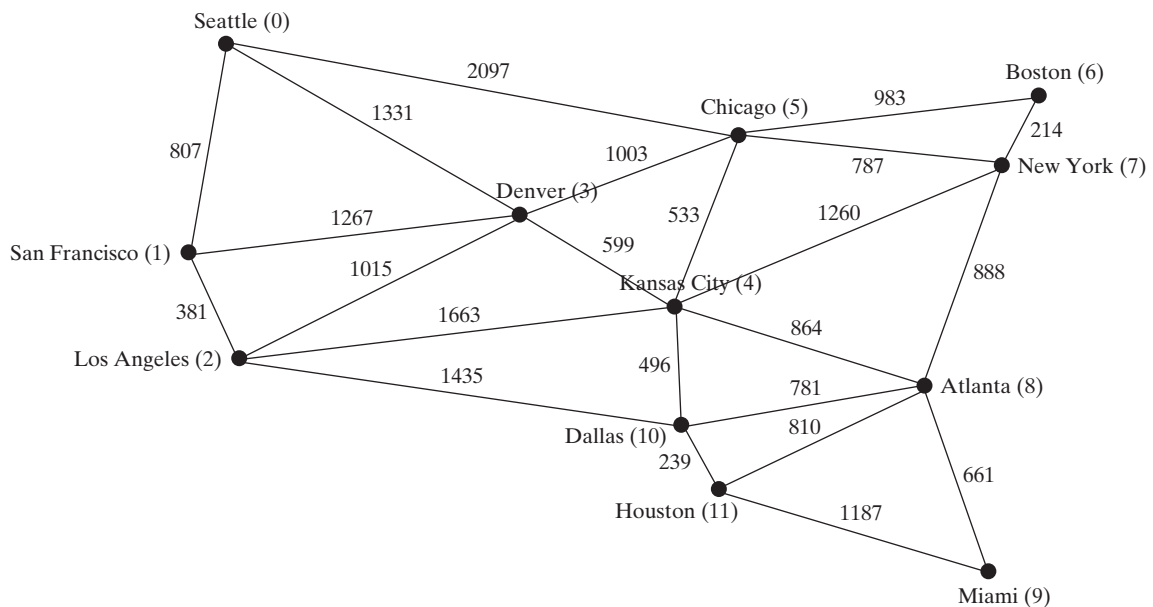 Seattle (0)
2097
Boston (6)
983
Chicago (5)
1331
214
807
1003
787
New York (7)
Denver (3)
1267
533
1260
599
San Francisco (1)
1015
888
Kansas City (4)
381
1663
864
Los Angeles (2)
496
1435
781
Atlanta (8)
810
Dallas (10)
239
661
Houston (11)
1187
Miami (9)